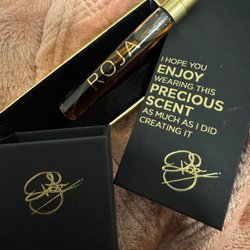 ROJA
I HOPE YOU
ENJOY
WEARING THIS
PRECIOUS
SCENT
AS MUCH AS I DID
CREATING IT